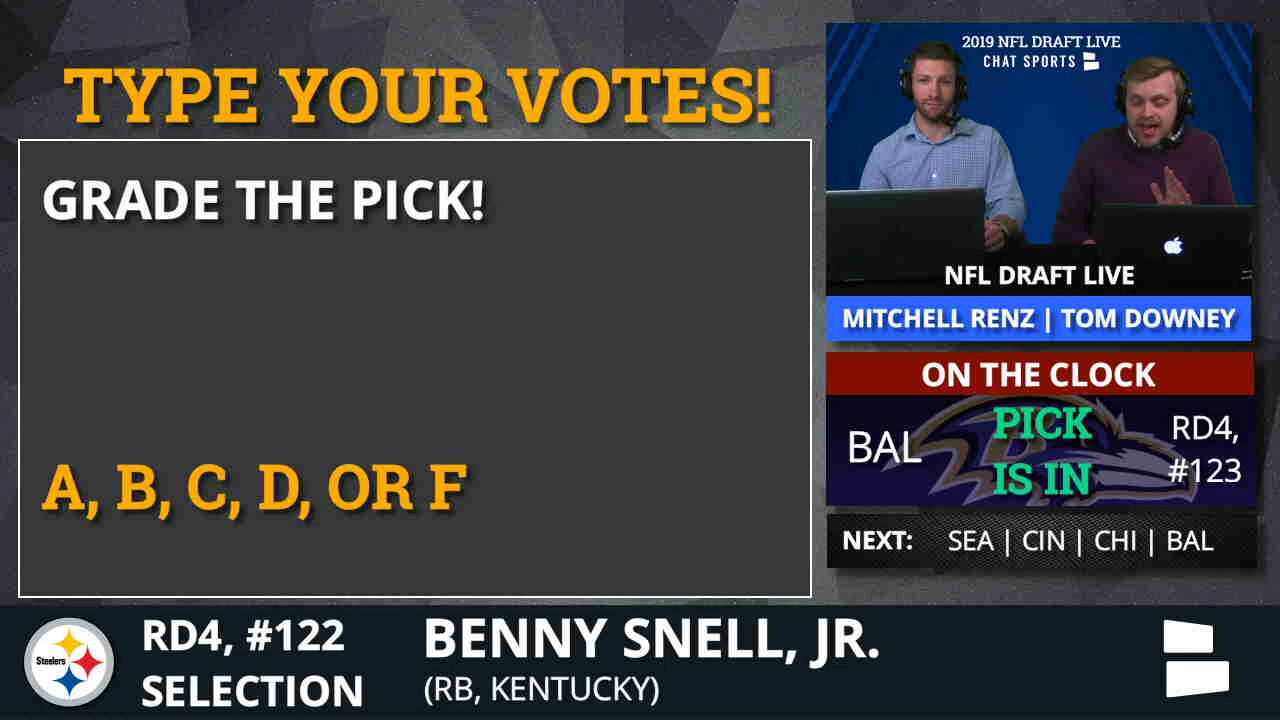 TYPE YOUR VOTES!
GRADE THE PICK!
A, B, C, D, OR F
2019 NFL DRAFT LIVE
CHAT SPORTS
NFL DRAFT LIVE
MITCHELL RENZ | TOM DOWNEY
ON THE CLOCK
BAL
PICK
IS IN
RD4,
#123
NEXT: SEA | CIN | CHI | BAL
Steelers
RD4, #122
SELECTION
BENNY SNELL, JR.
(RB, KENTUCKY)